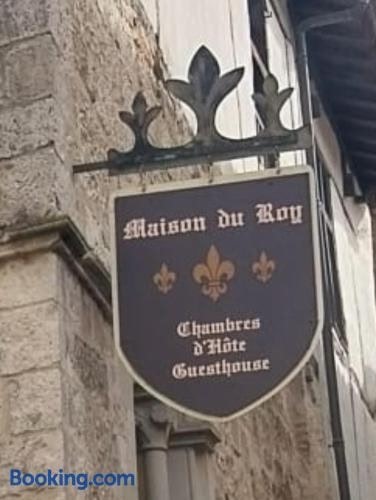 Maison du Roy
Chambres
d'Hôte
Guesthouse
Booking.com